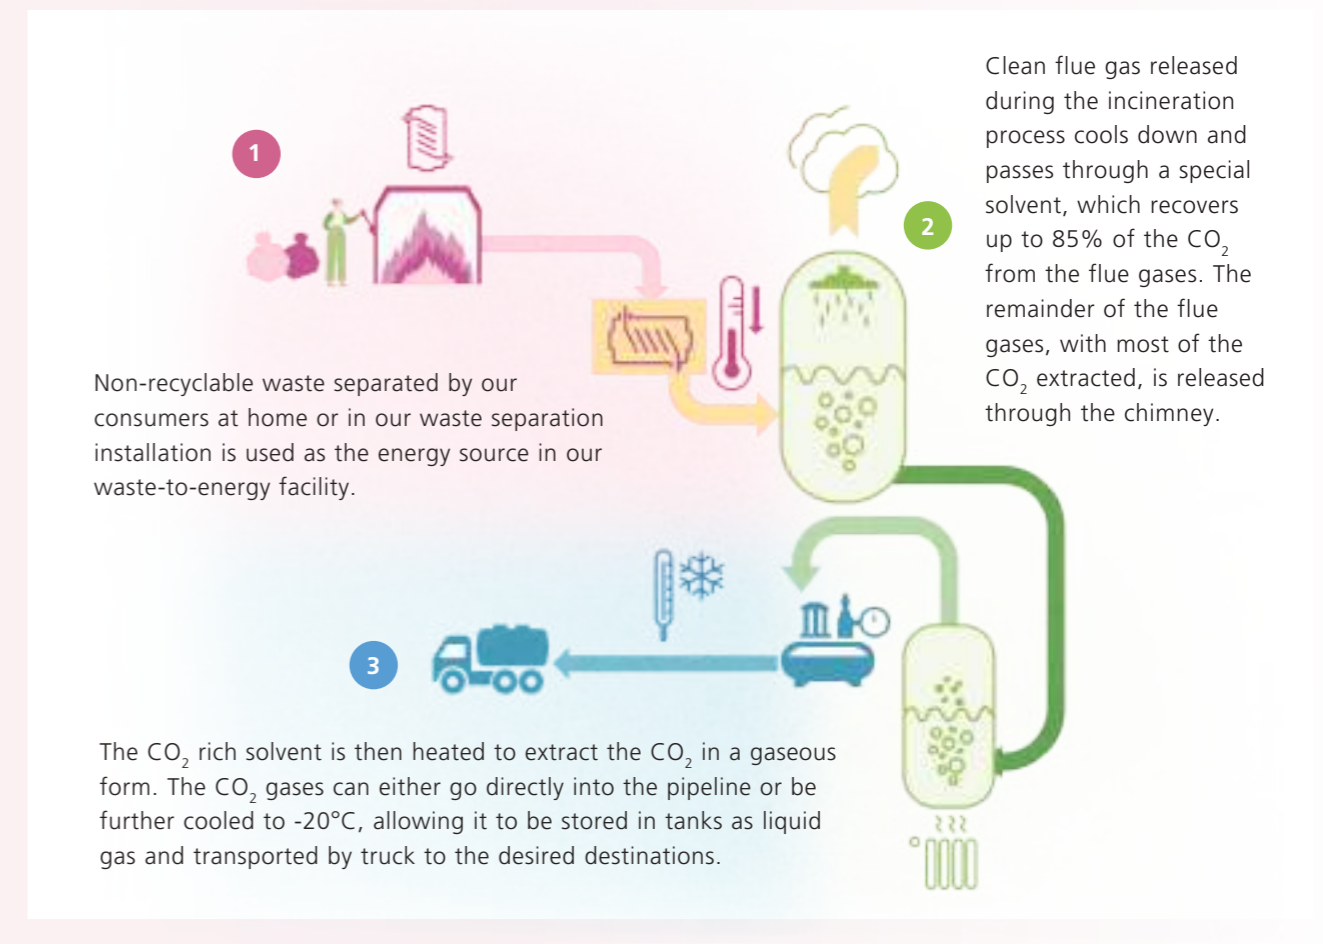 1
Non-recyclable waste separated by our
consumers at home or in our waste separation
installation is used as the energy source in our
waste-to-energy facility.
2
Clean flue gas released
during the incineration
process cools down and
passes through a special
solvent, which recovers
up to 85% of the CO₂
from the flue gases. The
remainder of the flue
gases, with most of the
CO₂ extracted, is released
through the chimney.
3
The CO₂ rich solvent is then heated to extract the CO₂ in a gaseous
form. The CO₂ gases can either go directly into the pipeline or be
further cooled to -20°C, allowing it to be stored in tanks as liquid
gas and transported by truck to the desired destinations.